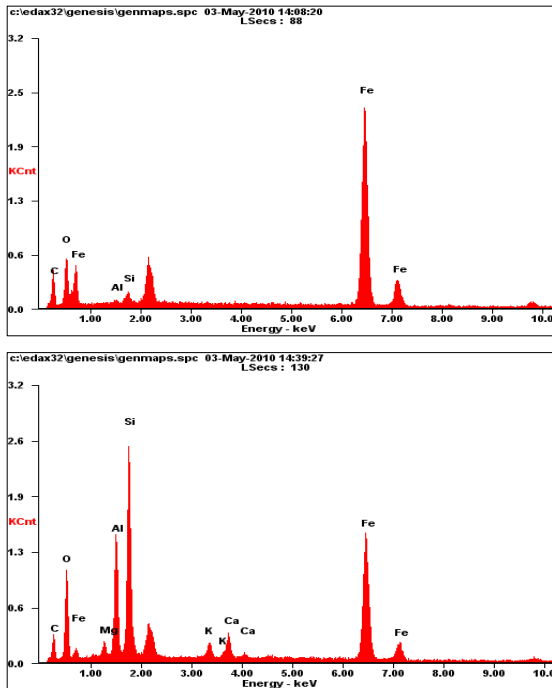 c:\edax32\genesis\genmaps.spc 03-May-2010 14:08:20
LSecs : 88
3.2
2.5
1.9
KCnt
1.3
0.6
0.0
C
O
Fe
Al
Si
Fe
Fe
1.00 2.00 3.00 4.00 5.00 6.00 7.00 8.00 9.00 10.0
Energy - keV
c:\edax32\genesis\genmaps.spc 03-May-2010 14:39:27
LSecs : 130
3.2
2.6
1.9
KCnt
1.3
0.6
0.0
C
O
Fe
Mg
Al
Si
K
K
Ca
Ca
Fe
Fe
1.00 2.00 3.00 4.00 5.00 6.00 7.00 8.00 9.00 10.0
Energy - keV